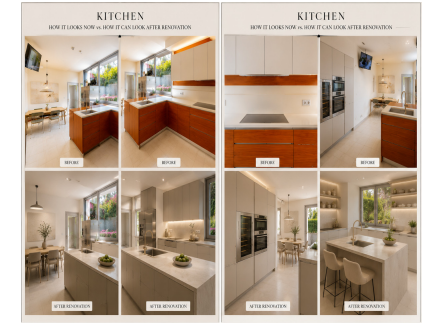 KITCHEN
HOW IT LOOKS NOW vs. HOW IT CAN LOOK AFTER RENOVATION
BEFORE
BEFORE
AFTER RENOVATION
AFTER RENOVATION
KITCHEN
HOW IT LOOKS NOW vs. HOW IT CAN LOOK AFTER RENOVATION
BEFORE
BEFORE
AFTER RENOVATION
AFTER RENOVATION